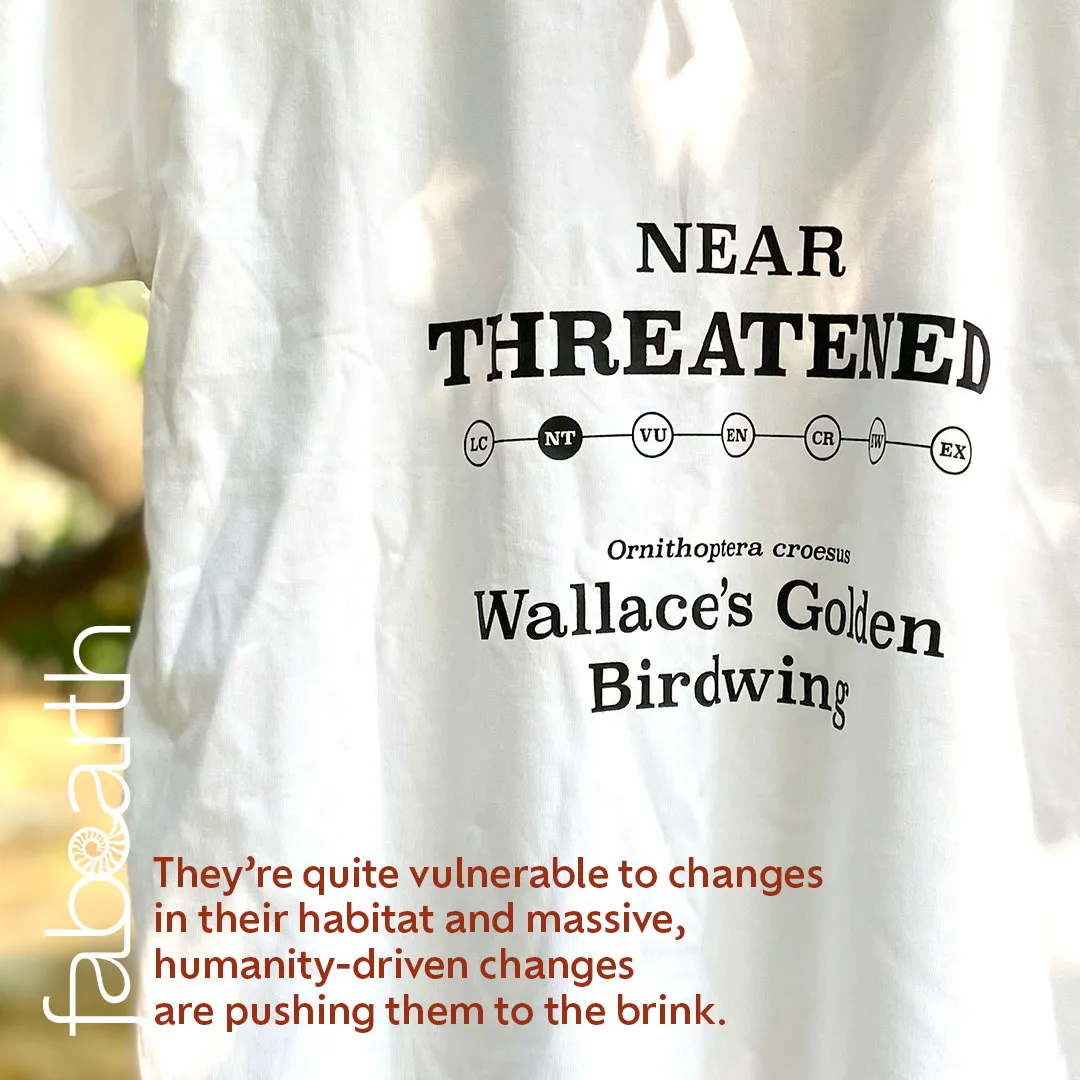 NEAR
THREATENED
LC NT VU EN CR EW EX
Ornithoptera croesus
Wallace's Golden
Birdwing
faboarth
They're quite vulnerable to changes
in their habitat and massive,
humanity-driven changes
are pushing them to the brink.